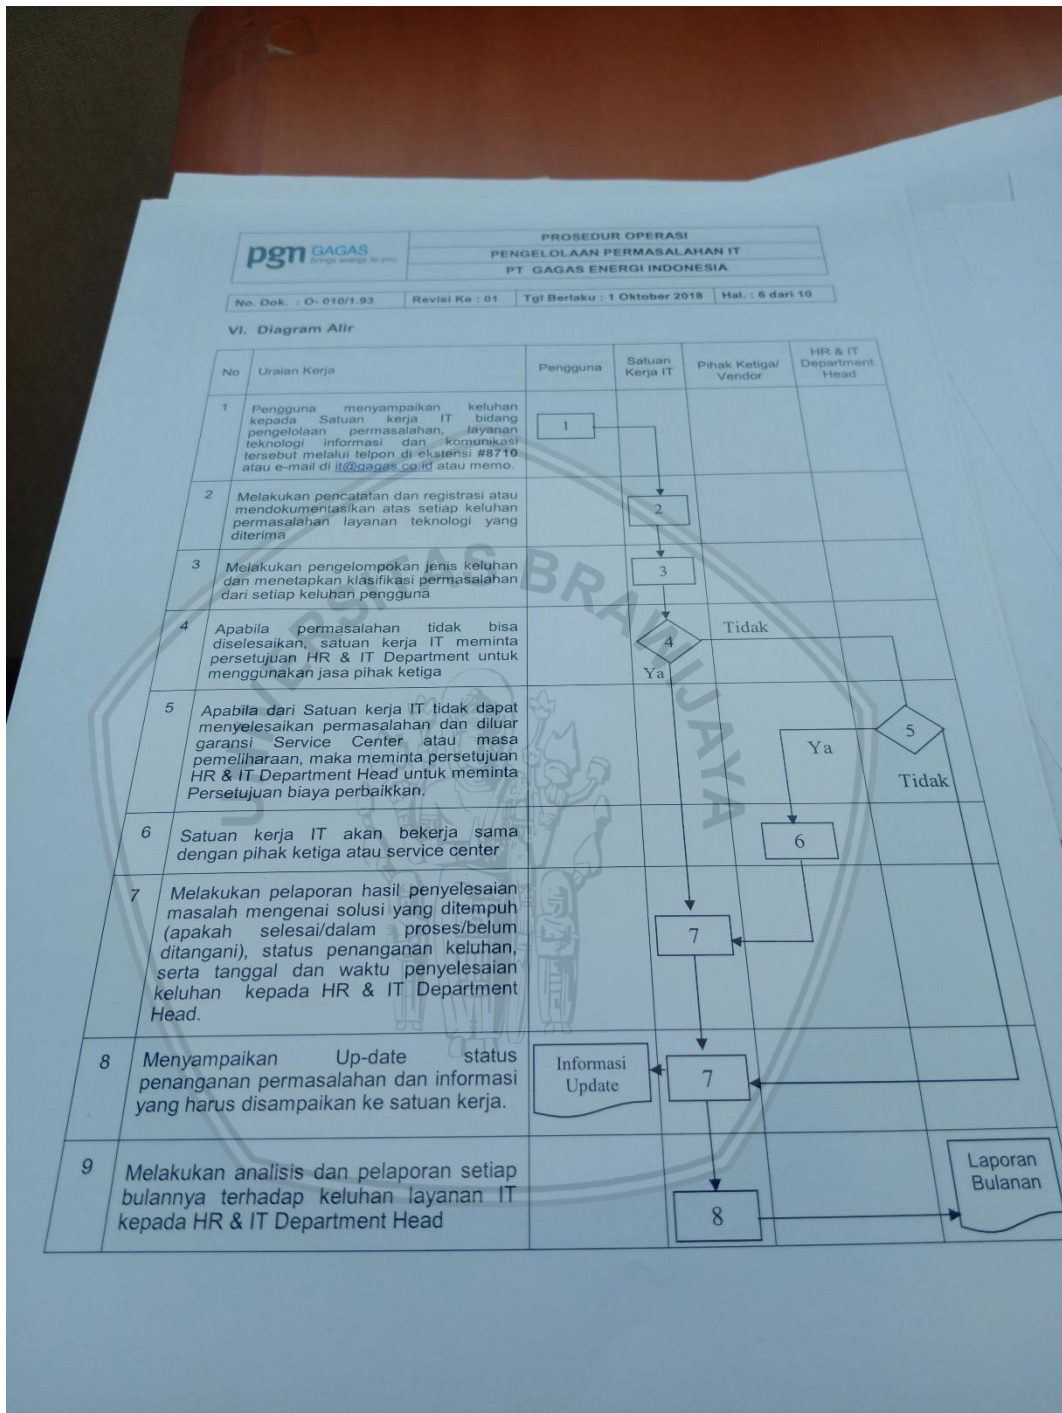 pgn GAGAS
brings energy to you
PROSEDUR OPERASI
PENGELOLAAN PERMASALAHAN IT
PT GAGAS ENERGI INDONESIA
No. Dok. : O- 010/1.93 Revisi Ke : 01 Tgl Berlaku : 1 Oktober 2018 Hal. : 6 dari 10
VI. Diagram Alir
No Uraian Kerja Pengguna Satuan Kerja IT Pihak Ketiga/ Vendor HR & IT Department Head
1 Pengguna menyampaikan keluhan
kepada Satuan kerja IT bidang
pengelolaan permasalahan, layanan
teknologi informasi dan komunikasi
tersebut melalui telpon di ekstensi #8710
atau e-mail di it@gagas.co.id atau memo.
1
2 Melakukan pencatatan dan registrasi atau
mendokumentasikan atas setiap keluhan
permasalahan layanan teknologi yang
diterima
2
3 Melakukan pengelompokan jenis keluhan
dan menetapkan klasifikasi permasalahan
dari setiap keluhan pengguna
3
4 Apabila permasalahan tidak bisa
diselesaikan, satuan kerja IT meminta
persetujuan HR & IT Department untuk
menggunakan jasa pihak ketiga
4
Tidak
Ya
5 Apabila dari Satuan kerja IT tidak dapat
menyelesaikan permasalahan dan diluar
garansi Service Center atau masa
pemeliharaan, maka meminta persetujuan
HR & IT Department Head untuk meminta
Persetujuan biaya perbaikkan.
5
Ya
Tidak
6 Satuan kerja IT akan bekerja sama
dengan pihak ketiga atau service center
6
7 Melakukan pelaporan hasil penyelesaian
masalah mengenai solusi yang ditempuh
(apakah selesai/dalam proses/belum
ditangani), status penanganan keluhan,
serta tanggal dan waktu penyelesaian
keluhan kepada HR & IT Department
Head.
7
8 Menyampaikan Up-date status
penanganan permasalahan dan informasi
yang harus disampaikan ke satuan kerja.
Informasi
Update
7
9 Melakukan analisis dan pelaporan setiap
bulannya terhadap keluhan layanan IT
kepada HR & IT Department Head
8
Laporan
Bulanan
UNIVERSITAS BRAWIJAYA